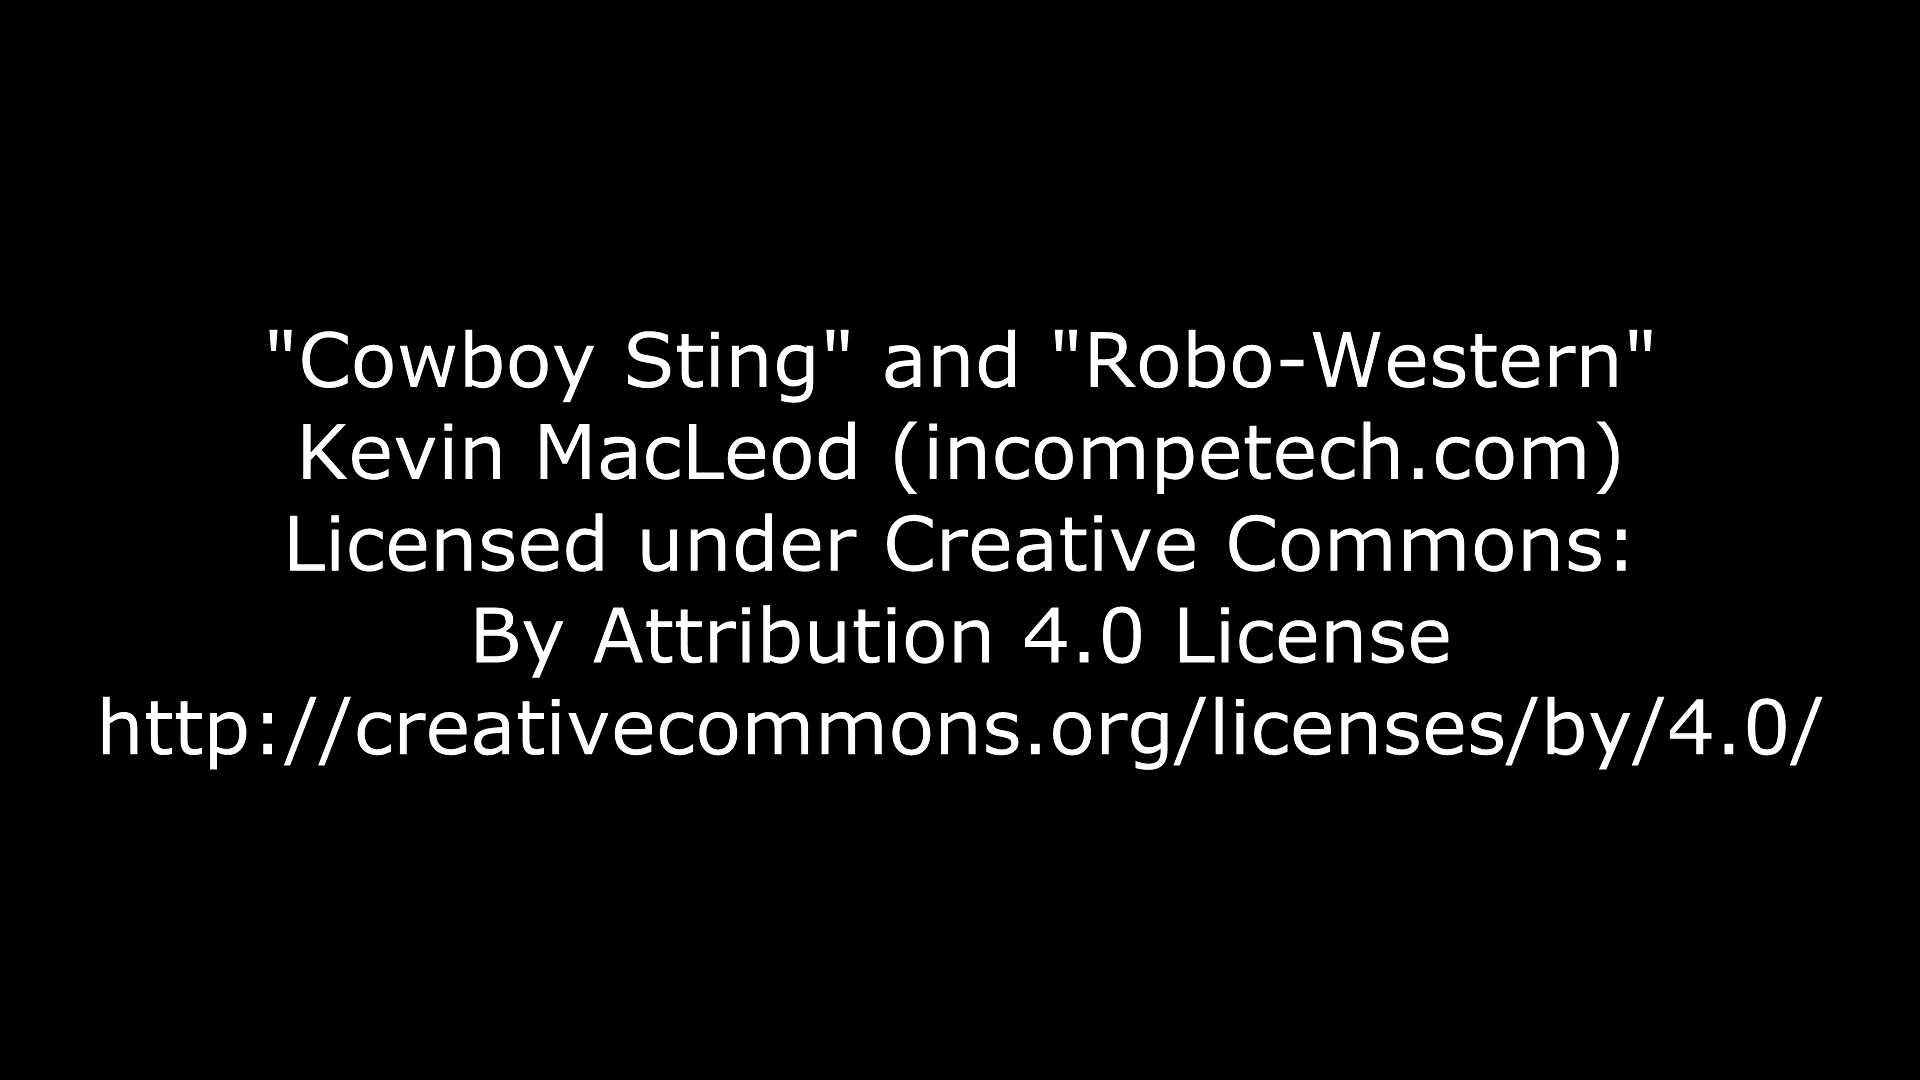 "Cowboy Sting" and "Robo-Western"
Kevin MacLeod (incompetech.com)
Licensed under Creative Commons:
By Attribution 4.0 License
http://creativecommons.org/licenses/by/4.0/